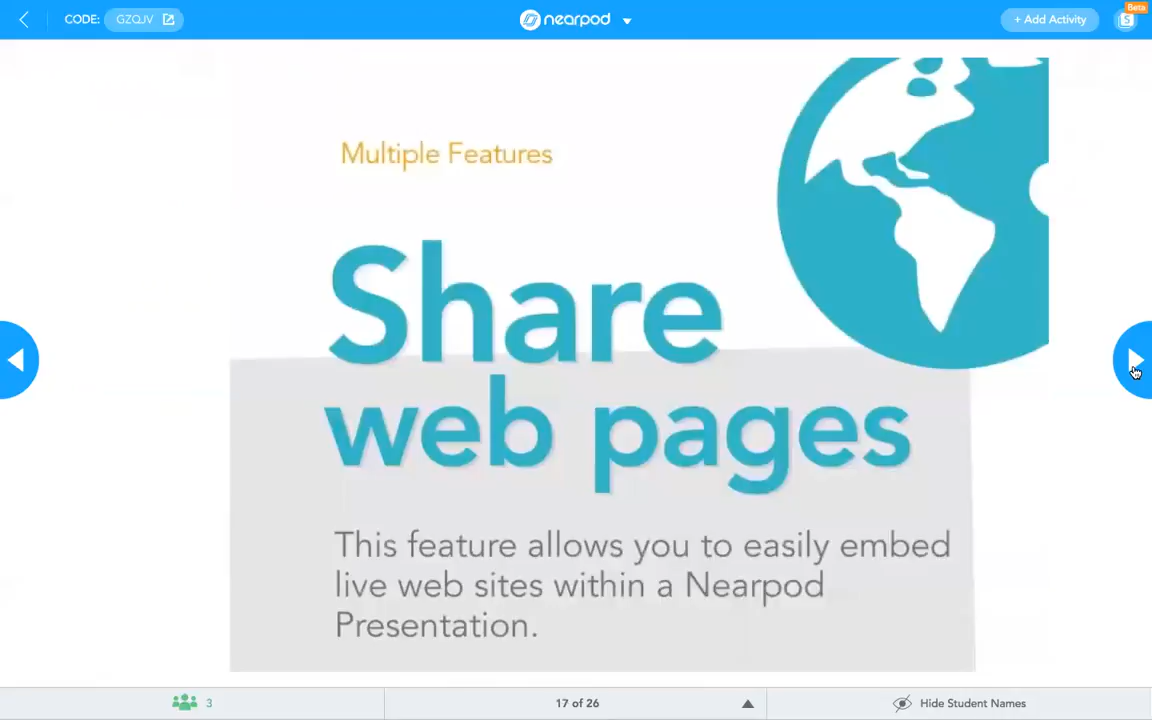 CODE: GZQJV
nearpod
+ Add Activity
Beta
S
Multiple Features
Share
web pages
This feature allows you to easily embed
live web sites within a Nearpod
Presentation.
3
17 of 26
Hide Student Names